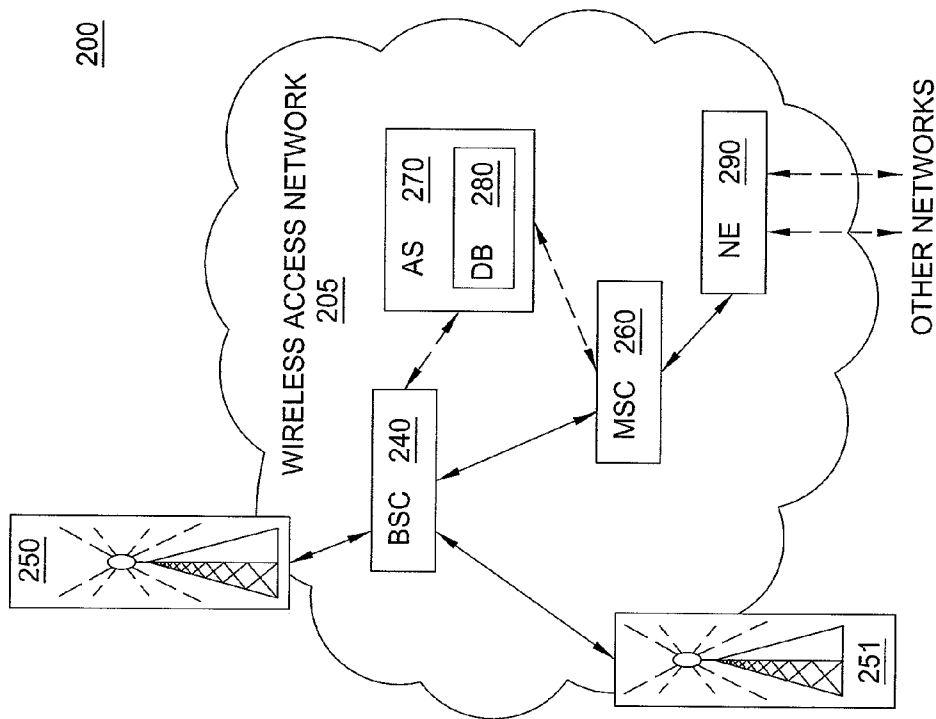 200
WIRELESS ACCESS NETWORK
205
250
AS 270
DB 280
BSC 240
MSC 260
NE 290
251
OTHER NETWORKS